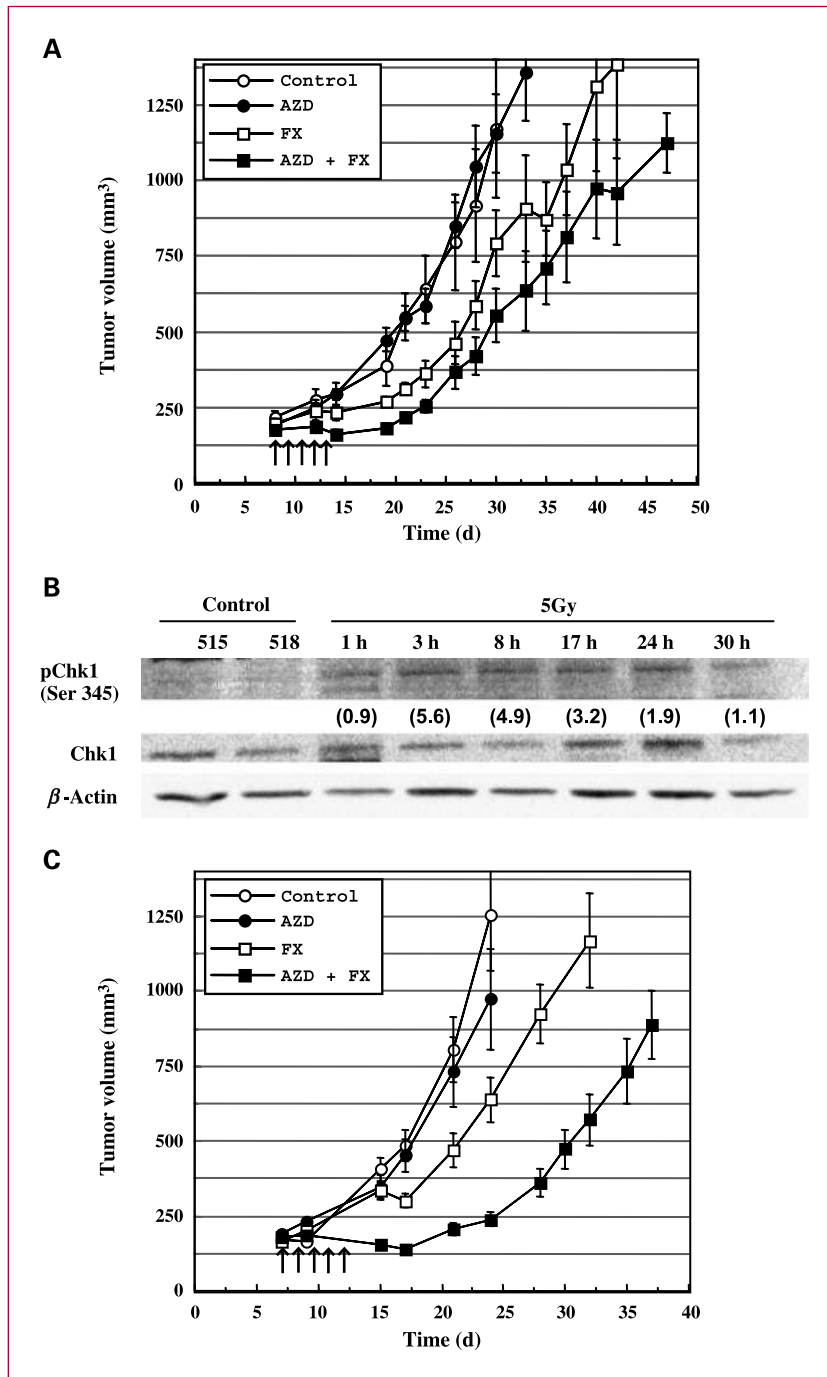 A
Control
AZD
FX
AZD + FX
Tumor volume (mm³)
1250
1000
750
500
250
0
0 5 10 15 20 25 30 35 40 45 50
Time (d)
B
Control 5Gy
515 518 1 h 3 h 8 h 17 h 24 h 30 h
pChk1
(Ser 345)
(0.9) (5.6) (4.9) (3.2) (1.9) (1.1)
Chk1
β-Actin
C
Control
AZD
FX
AZD + FX
Tumor volume (mm³)
1250
1000
750
500
250
0
0 5 10 15 20 25 30 35 40
Time (d)